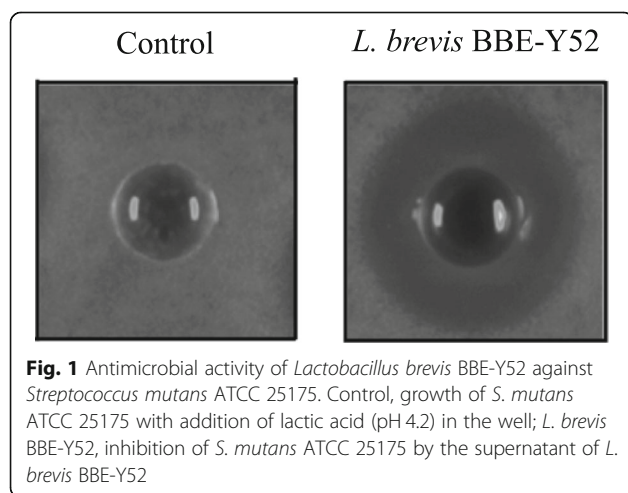 Control
L. brevis BBE-Y52
Fig. 1 Antimicrobial activity of Lactobacillus brevis BBE-Y52 against
Streptococcus mutans ATCC 25175. Control, growth of S. mutans
ATCC 25175 with addition of lactic acid (pH 4.2) in the well; L. brevis
BBE-Y52, inhibition of S. mutans ATCC 25175 by the supernatant of L.
brevis BBE-Y52